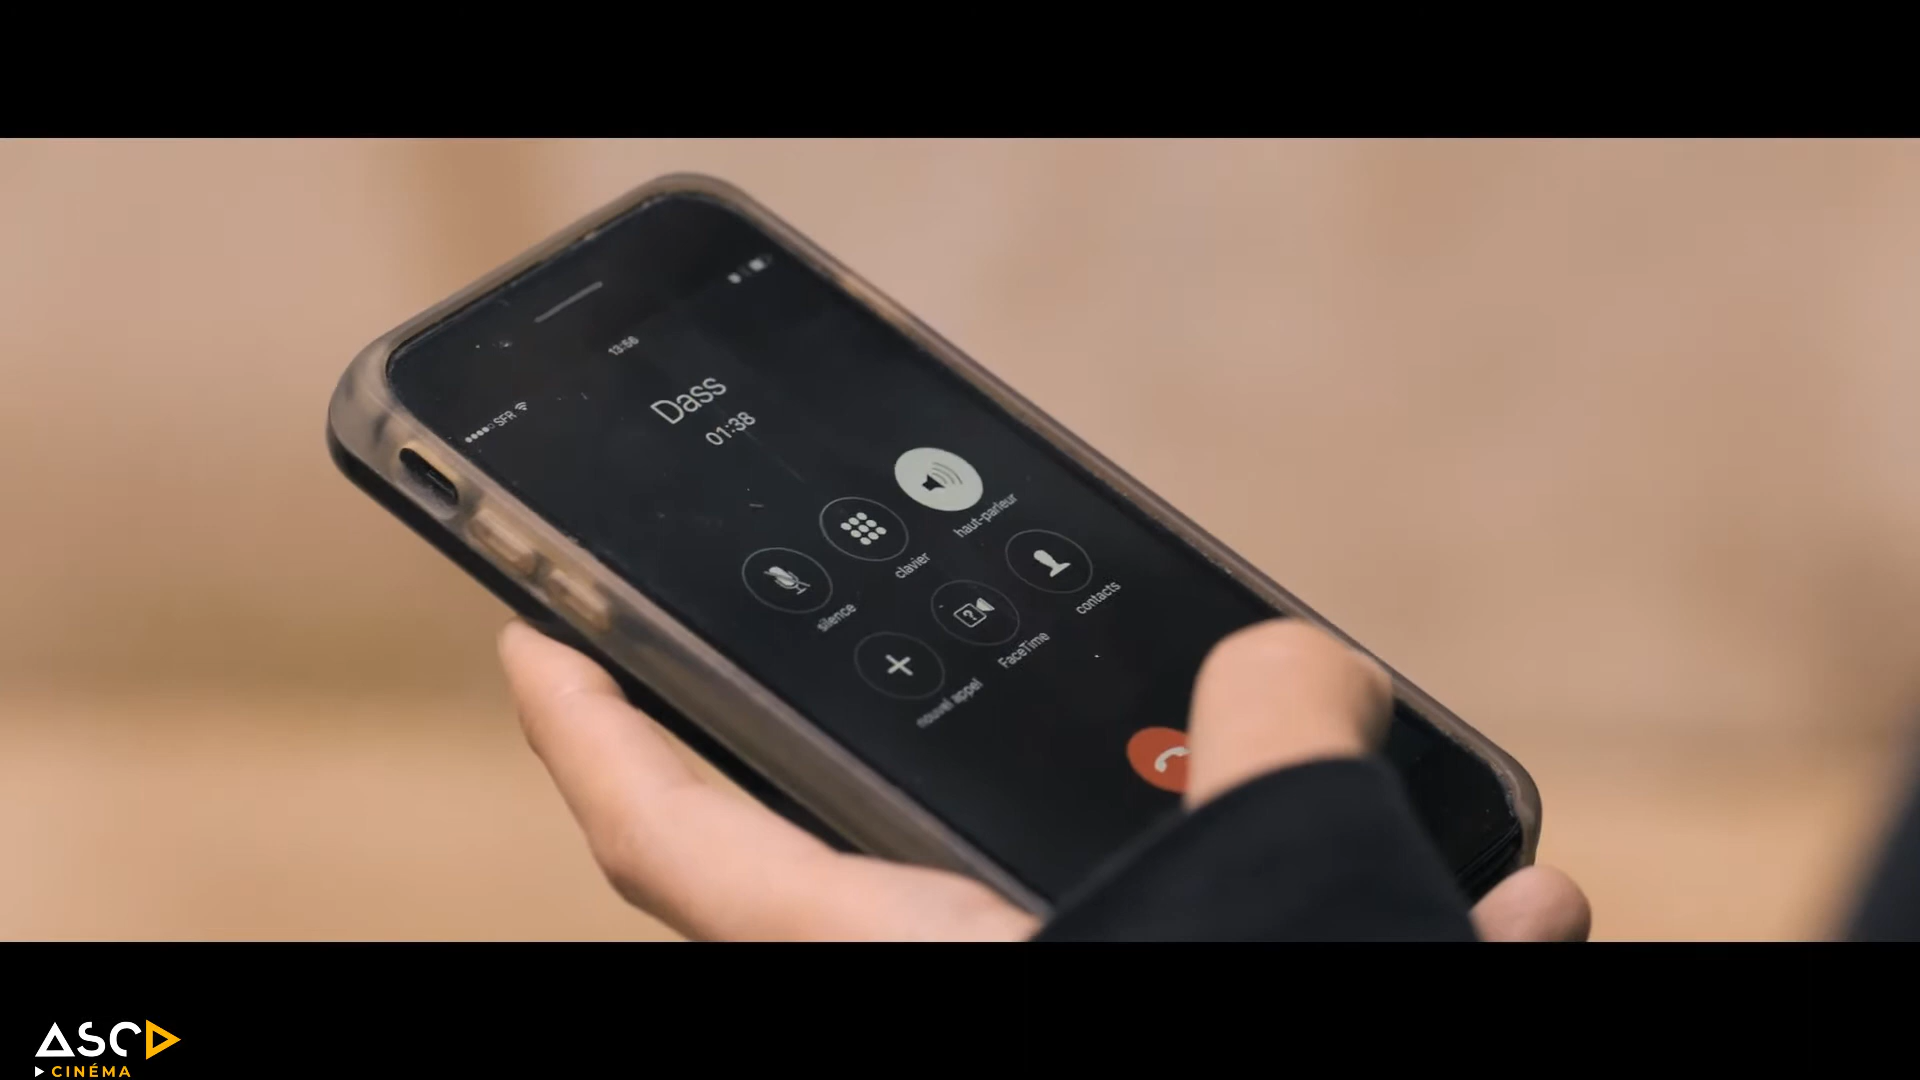 SFR
13:56
Dass
01:38
silence
clavier
haut-parleur
nouvel appel
FaceTime
contacts
ASC
CINÉMA